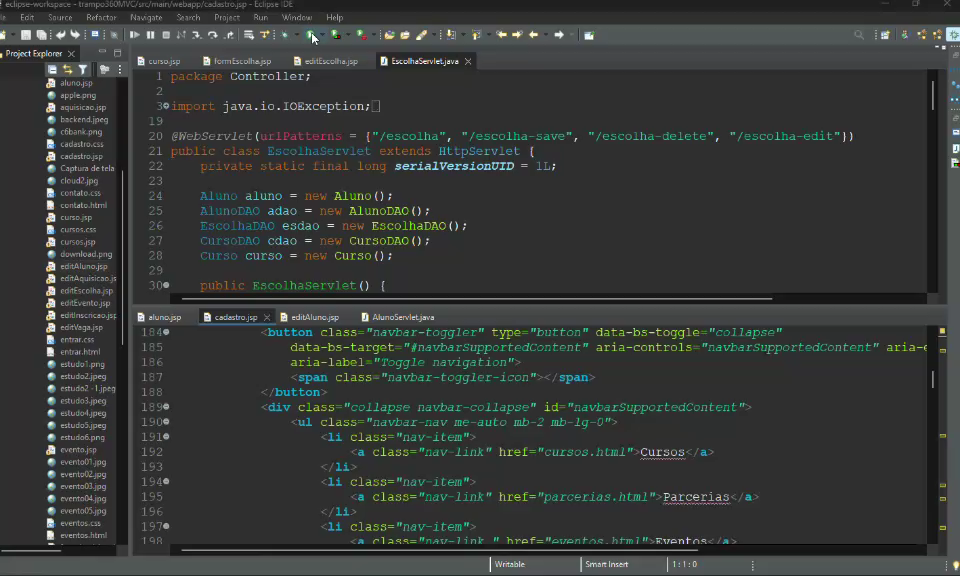 eclipse-workspace - trampo360MVC/src/main/webapp/cadastro.jsp - Eclipse IDE
Edit Source Refactor Navigate Search Project Run Window Help
Project Explorer
aluno.jsp
apple.png
aquisicao.jsp
backend.jpeg
c6bank.png
cadastro.css
cadastro.jsp
Captura de tela
cloud2.jpg
contato.css
contato.html
curso.jsp
cursos.css
cursos.jsp
download.png
editAluno.jsp
editAquisicao.js
editEscolha.jsp
editEvento.jsp
editInscricao.jsp
editVaga.jsp
entrar.css
entrar.html
estudo1.png
estudo2.jpeg
estudo2 -1.jpeg
estudo3.jpeg
estudo4.jpeg
estudo5.jpeg
estudo6.png
evento.jsp
evento01.jpg
evento02.jpg
evento03.jpg
evento04.jpg
evento05.jpg
eventos.css
eventos.html
curso.jsp formEscolha.jsp editEscolha.jsp EscolhaServlet.java
1 package Controller;
2
3 import java.io.IOException;
19
20 @WebServlet(urlPatterns = {"/escolha", "/escolha-save", "/escolha-delete", "/escolha-edit"})
21 public class EscolhaServlet extends HttpServlet {
22 private static final long serialVersionUID = 1L;
23
24 Aluno aluno = new Aluno();
25 AlunoDAO adao = new AlunoDAO();
26 EscolhaDAO esdao = new EscolhaDAO();
27 CursoDAO cdao = new CursoDAO();
28 Curso curso = new Curso();
29
30 public EscolhaServlet() {
aluno.jsp cadastro.jsp editAluno.jsp AlunoServlet.java
184 <button class="navbar-toggler" type="button" data-bs-toggle="collapse"
185 data-bs-target="#navbarSupportedContent" aria-controls="navbarSupportedContent" aria-e
186 aria-label="Toggle navigation">
187 <span class="navbar-toggler-icon"></span>
188 </button>
189 <div class="collapse navbar-collapse" id="navbarSupportedContent">
190 <ul class="navbar-nav me-auto mb-2 mb-lg-0">
191 <li class="nav-item">
192 <a class="nav-link" href="cursos.html">Cursos</a>
193 </li>
194 <li class="nav-item">
195 <a class="nav-link" href="parcerias.html">Parcerias</a>
196 </li>
197 <li class="nav-item">
198 <a class="nav-link " href="eventos.html">Eventos</a>
Writable Smart Insert 1 : 1 : 0